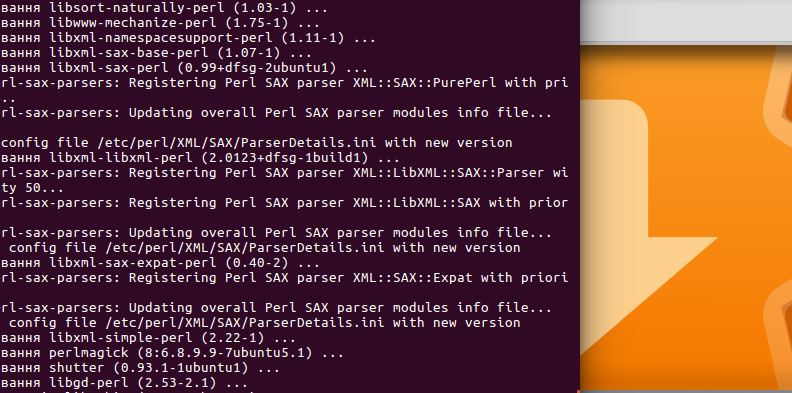 вання libsort-naturally-perl (1.03-1) ...
вання libwww-mechanize-perl (1.75-1) ...
вання libxml-namespacesupport-perl (1.11-1) ...
вання libxml-sax-base-perl (1.07-1) ...
вання libxml-sax-perl (0.99+dfsg-2ubuntu1) ...
rl-sax-parsers: Registering Perl SAX parser XML::SAX::PurePerl with pri
..
rl-sax-parsers: Updating overall Perl SAX parser modules info file...
config file /etc/perl/XML/SAX/ParserDetails.ini with new version
вання libxml-libxml-perl (2.0123+dfsg-1build1) ...
rl-sax-parsers: Registering Perl SAX parser XML::LibXML::SAX::Parser wi
ty 50...
rl-sax-parsers: Registering Perl SAX parser XML::LibXML::SAX with prior
rl-sax-parsers: Updating overall Perl SAX parser modules info file...
config file /etc/perl/XML/SAX/ParserDetails.ini with new version
вання libxml-sax-expat-perl (0.40-2) ...
rl-sax-parsers: Registering Perl SAX parser XML::SAX::Expat with priori
rl-sax-parsers: Updating overall Perl SAX parser modules info file...
config file /etc/perl/XML/SAX/ParserDetails.ini with new version
вання libxml-simple-perl (2.22-1) ...
вання perlmagick (8:6.8.9.9-7ubuntu5.1) ...
вання shutter (0.93.1-1ubuntu1) ...
вання libgd-perl (2.53-2.1) ...